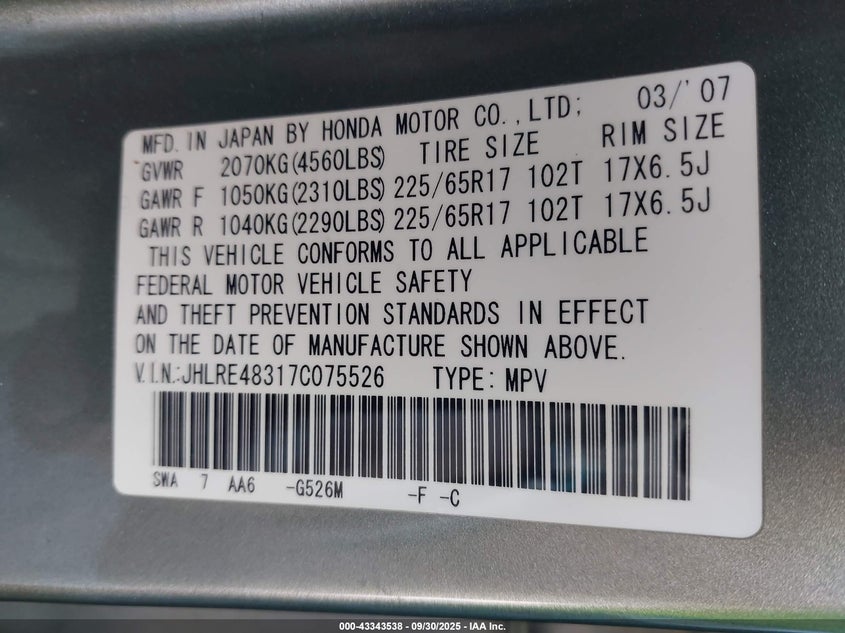 MFD. IN JAPAN BY HONDA MOTOR CO., LTD; 03/'07
GVWR 2070KG(4560LBS) TIRE SIZE RIM SIZE
GAWR F 1050KG(2310LBS) 225/65R17 102T 17X6.5J
GAWR R 1040KG(2290LBS) 225/65R17 102T 17X6.5J
THIS VEHICLE CONFORMS TO ALL APPLICABLE
FEDERAL MOTOR VEHICLE SAFETY
AND THEFT PREVENTION STANDARDS IN EFFECT
ON THE DATE OF MANUFACTURE SHOWN ABOVE.
V.I.N.:JHLRE48317C075526 TYPE: MPV
SWA 7 AA6 -G526M -F -C
000-43343538 - 09/30/2025 - IAA Inc.